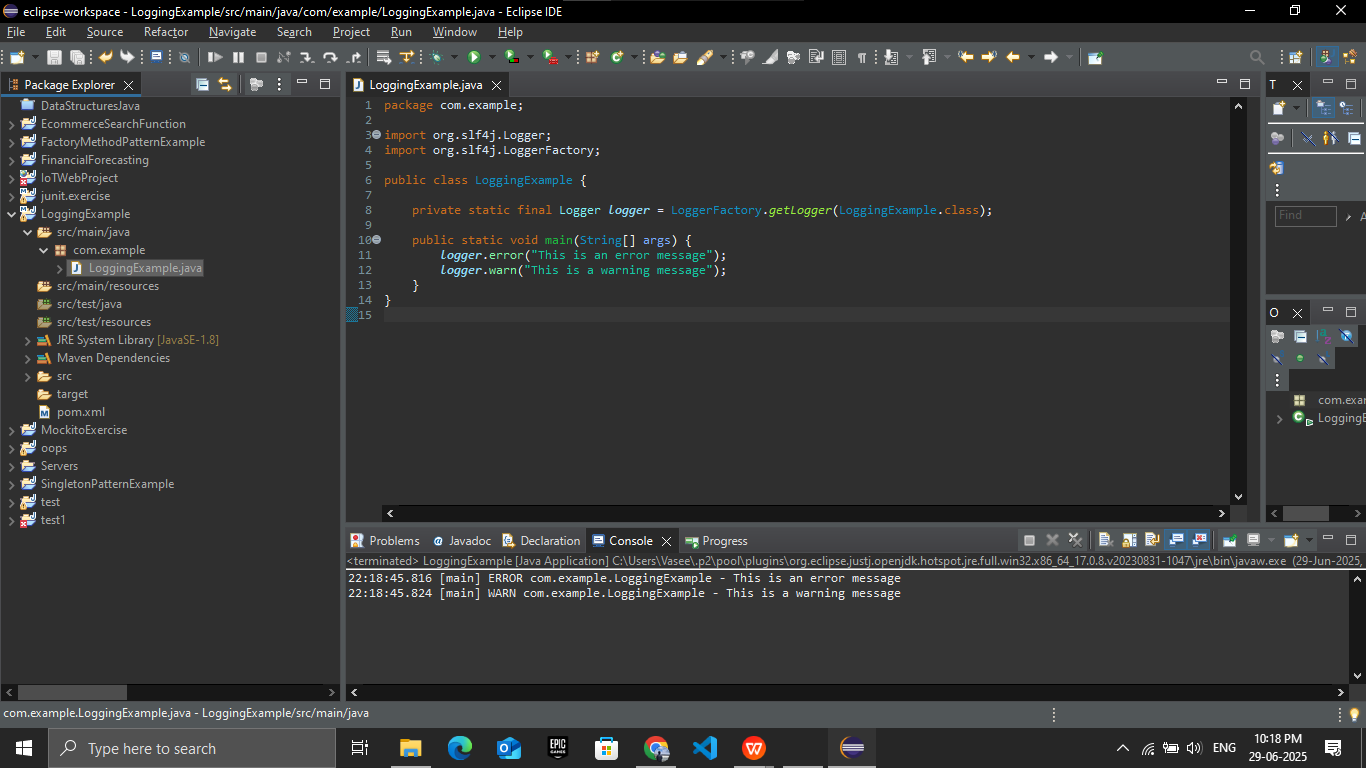 eclipse-workspace - LoggingExample/src/main/java/com/example/LoggingExample.java - Eclipse IDE
File Edit Source Refactor Navigate Search Project Run Window Help
Package Explorer
DataStructuresJava
EcommerceSearchFunction
FactoryMethodPatternExample
FinancialForecasting
IoTWebProject
junit.exercise
LoggingExample
src/main/java
com.example
LoggingExample.java
src/main/resources
src/test/java
src/test/resources
JRE System Library [JavaSE-1.8]
Maven Dependencies
src
target
pom.xml
MockitoExercise
oops
Servers
SingletonPatternExample
test
test1
LoggingExample.java
1 package com.example;
2
3 import org.slf4j.Logger;
4 import org.slf4j.LoggerFactory;
5
6 public class LoggingExample {
7
8 private static final Logger logger = LoggerFactory.getLogger(LoggingExample.class);
9
10 public static void main(String[] args) {
11 logger.error("This is an error message");
12 logger.warn("This is a warning message");
13 }
14 }
15
T
Find
A
O
com.exar
LoggingE
Problems Javadoc Declaration Console Progress
<terminated> LoggingExample [Java Application] C:\Users\Vasee\.p2\pool\plugins\org.eclipse.justj.openjdk.hotspot.jre.full.win32.x86_64_17.0.8.v20230831-1047\jre\bin\javaw.exe (29-Jun-2025,
22:18:45.816 [main] ERROR com.example.LoggingExample - This is an error message
22:18:45.824 [main] WARN com.example.LoggingExample - This is a warning message
com.example.LoggingExample.java - LoggingExample/src/main/java
Type here to search
EPIC GAMES
ENG
10:18 PM
29-06-2025